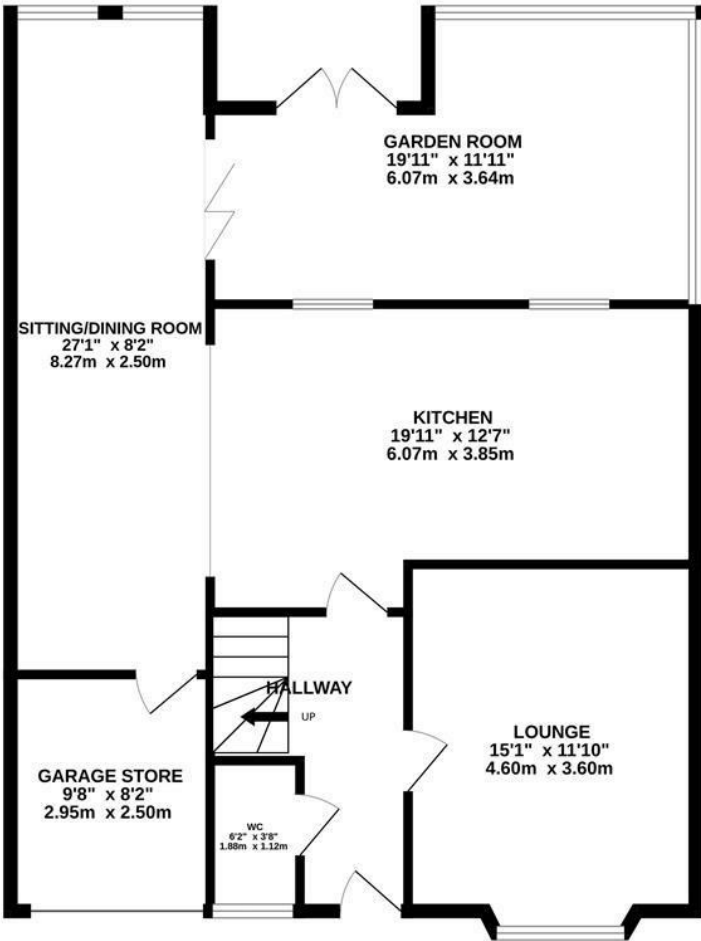 GARDEN ROOM
19'11" x 11'11"
6.07m x 3.64m
SITTING/DINING ROOM
27'1" x 8'2"
8.27m x 2.50m
KITCHEN
19'11" x 12'7"
6.07m x 3.85m
HALLWAY
UP
LOUNGE
15'1" x 11'10"
4.60m x 3.60m
GARAGE STORE
9'8" x 8'2"
2.95m x 2.50m
WC
6'2" x 3'8"
1.88m x 1.12m